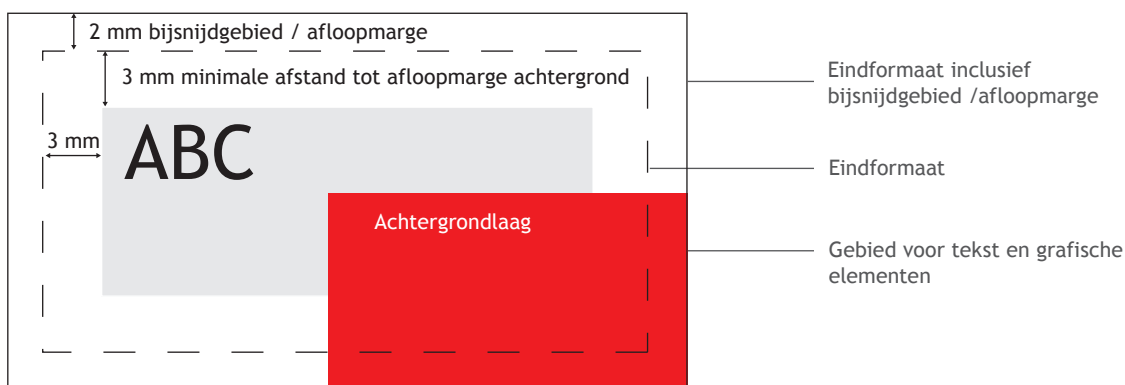 2 mm bijsnijdgebied / afloopmarge
3 mm minimale afstand tot afloopmarge achtergrond
3 mm
ABC
Achtergrondlaag
Eindformaat inclusief
bijsnijdgebied /afloopmarge
Eindformaat
Gebied voor tekst en grafische
elementen